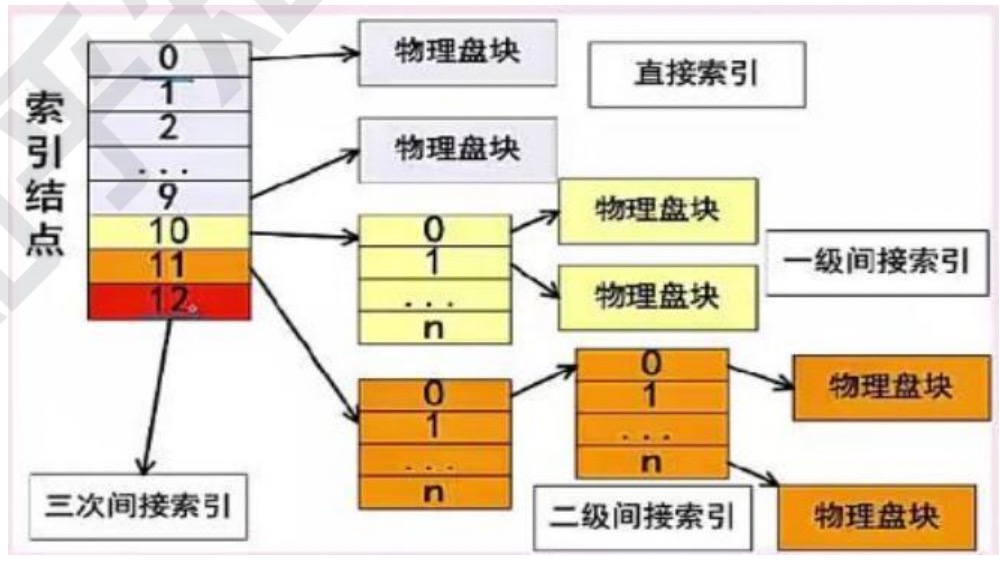 索引结点
0
1
2
...
9
10
11
12。
物理盘块
直接索引
物理盘块
0
1
...
n
物理盘块
物理盘块
一级间接索引
0
1
...
n
0
1
...
n
物理盘块
物理盘块
二级间接索引
三次间接索引